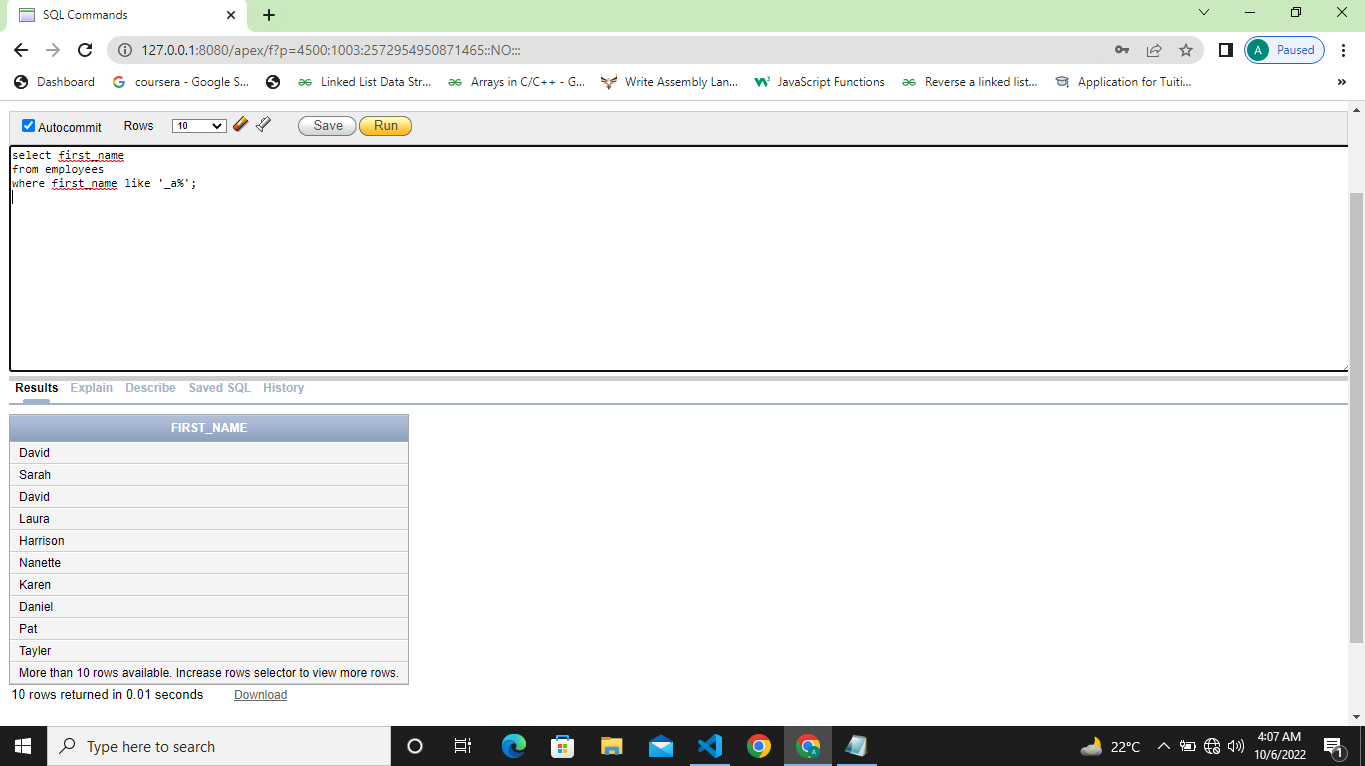 SQL Commands
127.0.0.1:8080/apex/f?p=4500:1003:2572954950871465::NO:::
A Paused
Dashboard coursera - Google S... Linked List Data Str... Arrays in C/C++ - G... Write Assembly Lan... JavaScript Functions Reverse a linked list... Application for Tuiti... »
Autocommit Rows 10 Save Run
select first_name
from employees
where first_name like '_a%';
Results Explain Describe Saved SQL History
FIRST_NAME
David
Sarah
David
Laura
Harrison
Nanette
Karen
Daniel
Pat
Tayler
More than 10 rows available. Increase rows selector to view more rows.
10 rows returned in 0.01 seconds Download
Type here to search
22°C
4:07 AM
10/6/2022
1